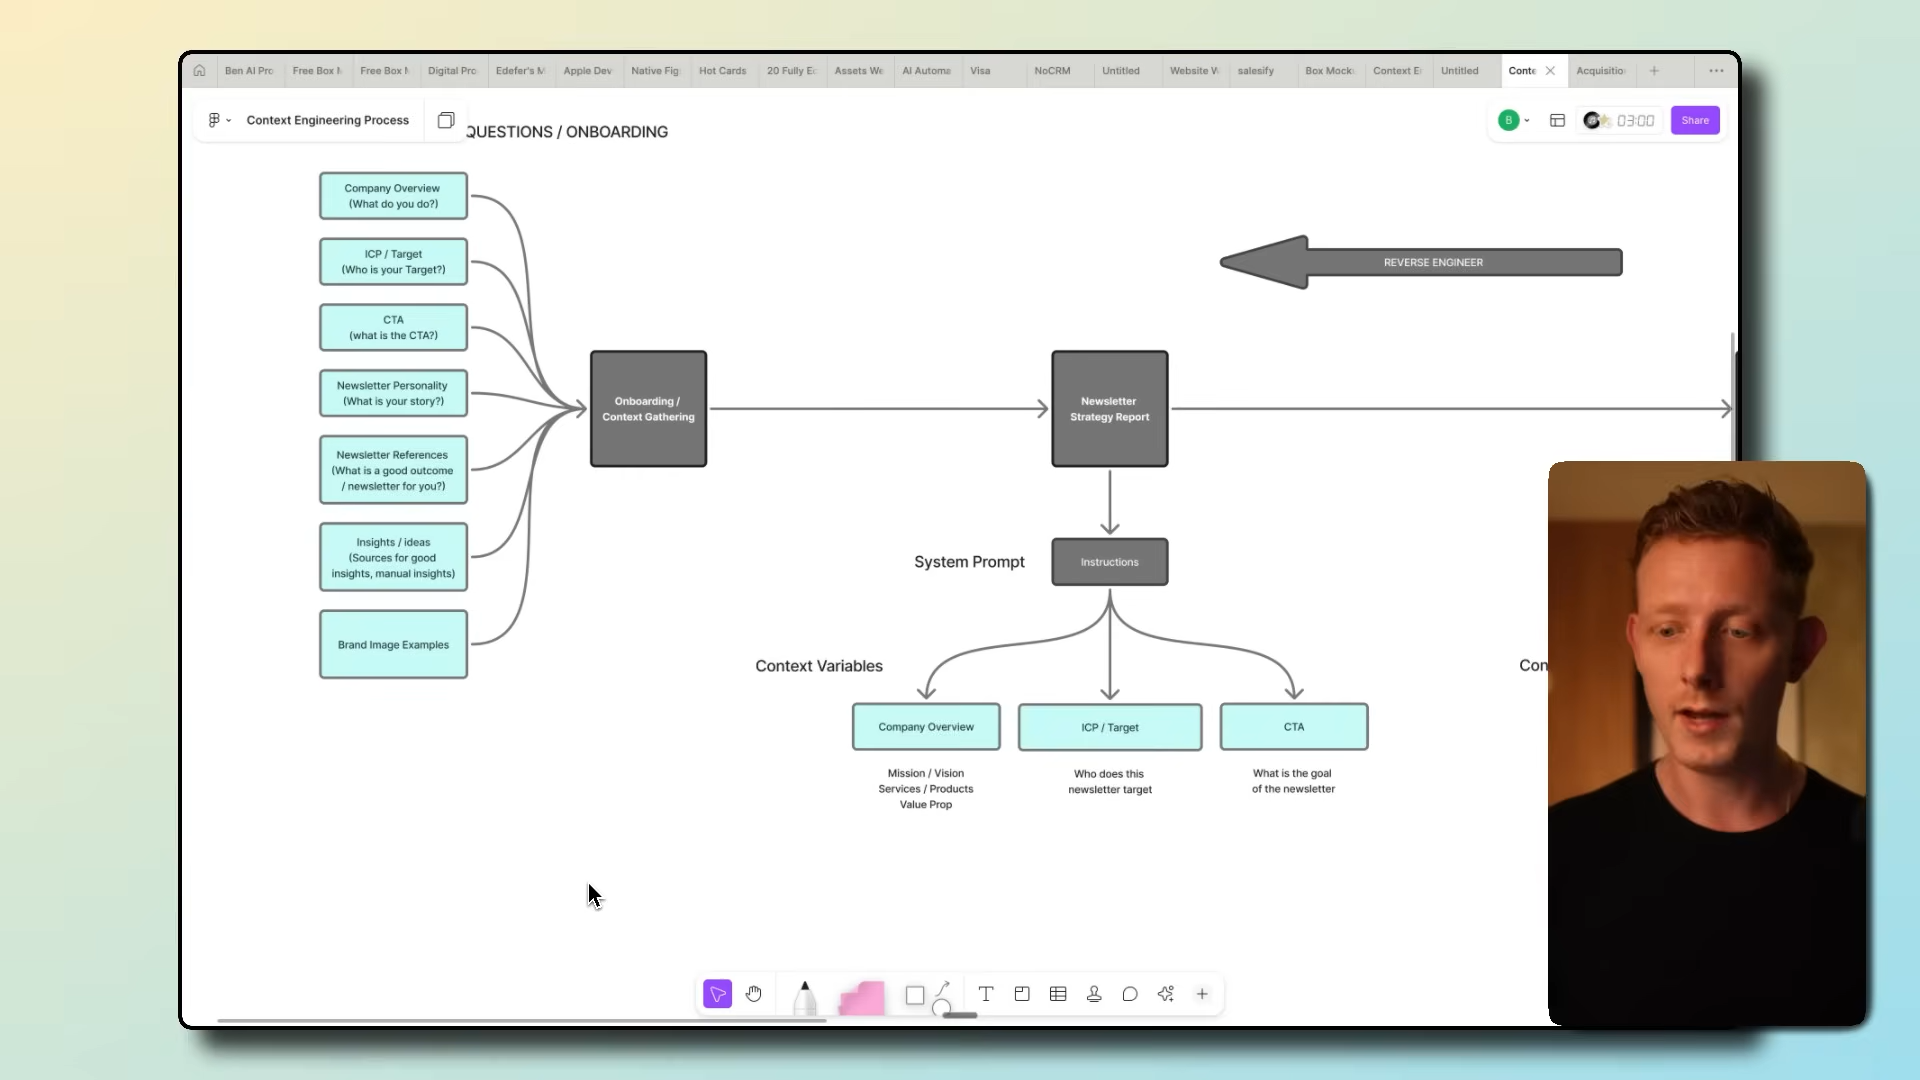 Ben AI Pro
Free Box
Free Box
Digital Pro
Edefer's M
Apple Dev
Native Fig
Hot Cards
20 Fully
Assets We
AI Automa
Visa
NoCRM
Untitled
Website
salesify
Box Mock
Context E
Untitled
Conte
Acquisitio
Context Engineering Process
QUESTIONS / ONBOARDING
B
03:00
Share
Company Overview
(What do you do?)
ICP / Target
(Who is your Target?)
CTA
(what is the CTA?)
Newsletter Personality
(What is your story?)
Newsletter References
(What is a good outcome
/ newsletter for you?)
Insights / ideas
(Sources for good
insights, manual insights)
Brand Image Examples
Onboarding /
Context Gathering
REVERSE ENGINEER
Newsletter
Strategy Report
System Prompt
Instructions
Context Variables
Con
Company Overview
ICP / Target
CTA
Mission / Vision
Services / Products
Value Prop
Who does this
newsletter target
What is the goal
of the newsletter